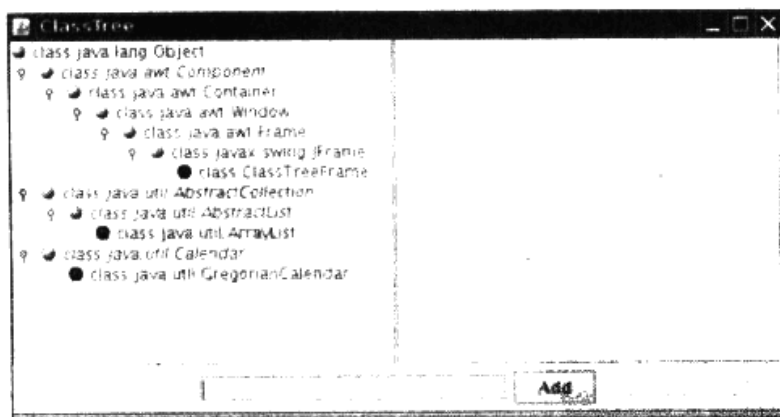 ClassTree
class java.lang.Object
class java.awt.Component
class java.awt.Container
class java.awt.Window
class java.awt.Frame
class javax.swing.JFrame
class ClassTreeFrame
class java.util.AbstractCollection
class java.util.AbstractList
class java.util.ArrayList
class java.util.Calendar
class java.util.GregorianCalendar
Add